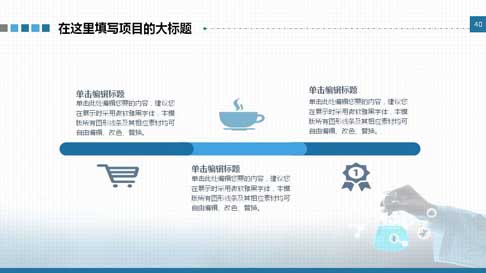 在这里填写项目的大标题
40
单击编辑标题
单击此处编辑您要的内容，建议您
在展示时采用微软雅黑字体，本模
版所有图形线条及其相应素材均可
自由编辑、改色、替换。
单击编辑标题
单击此处编辑您要的内容，建议您
在展示时采用微软雅黑字体，本模
版所有图形线条及其相应素材均可
自由编辑、改色、替换。
单击编辑标题
单击此处编辑您要的内容，建议您
在展示时采用微软雅黑字体，本模
版所有图形线条及其相应素材均可
自由编辑、改色、替换。
1